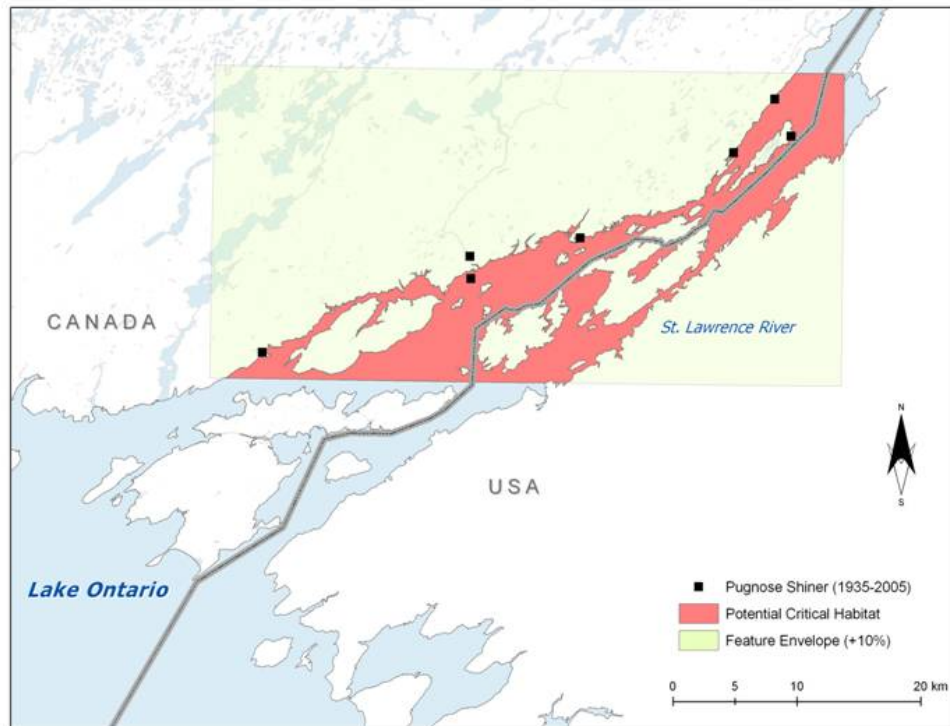 CANADA
St. Lawrence River
N
S
USA
Lake Ontario
Pugnose Shiner (1935-2005)
Potential Critical Habitat
Feature Envelope (+10%)
0 5 10 20 km